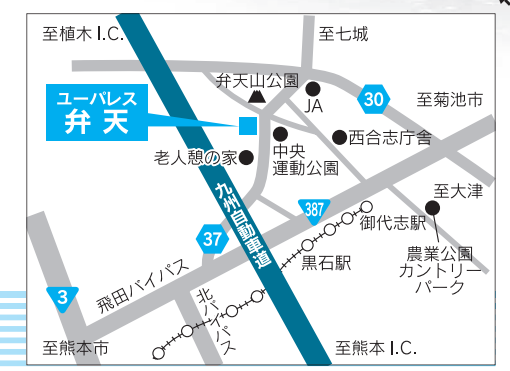 至植木 I.C.
至七城
弁天山公園
JA
30
至菊池市
ユーパレス
弁天
西合志庁舎
中央
運動公園
老人憩の家
至大津
九州自動車道
387
御代志駅
37
黒石駅
農業公園
カントリー
パーク
3
飛田バイパス
北バイパス
至熊本市
至熊本 I.C.